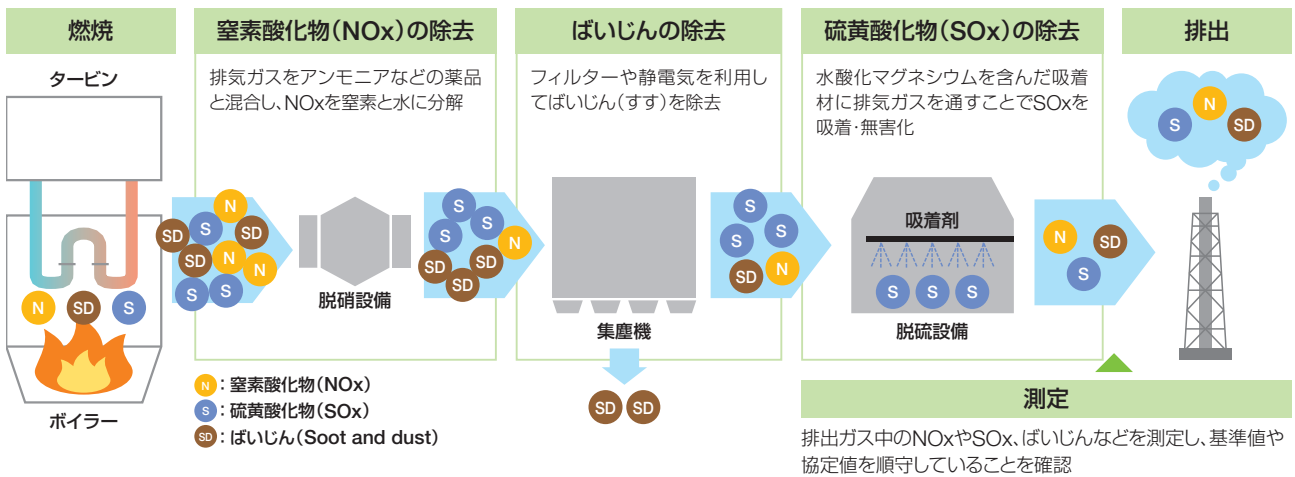 燃焼
窒素酸化物(NOx)の除去
ばいじんの除去
硫黄酸化物(SOx)の除去
排出
タービン
排気ガスをアンモニアなどの薬品
と混合し、NOxを窒素と水に分解
フィルターや静電気を利用し
てばいじん(すす)を除去
水酸化マグネシウムを含んだ吸着
材に排気ガスを通すことでSOxを
吸着・無害化
N
S
SD
N
SD
S
ボイラー
SD
N
S
SD
SD
N
N
S
S
脱硝設備
S
S
S
N
SD
SD
SD
集塵機
SD
SD
S
S
S
N
SD
吸着剤
S
S
S
脱硫設備
N
SD
S
N:窒素酸化物(NOx)
S:硫黄酸化物(SOx)
SD:ばいじん(Soot and dust)
測定
排出ガス中のNOxやSOx、ばいじんなどを測定し、基準値や
協定値を順守していることを確認